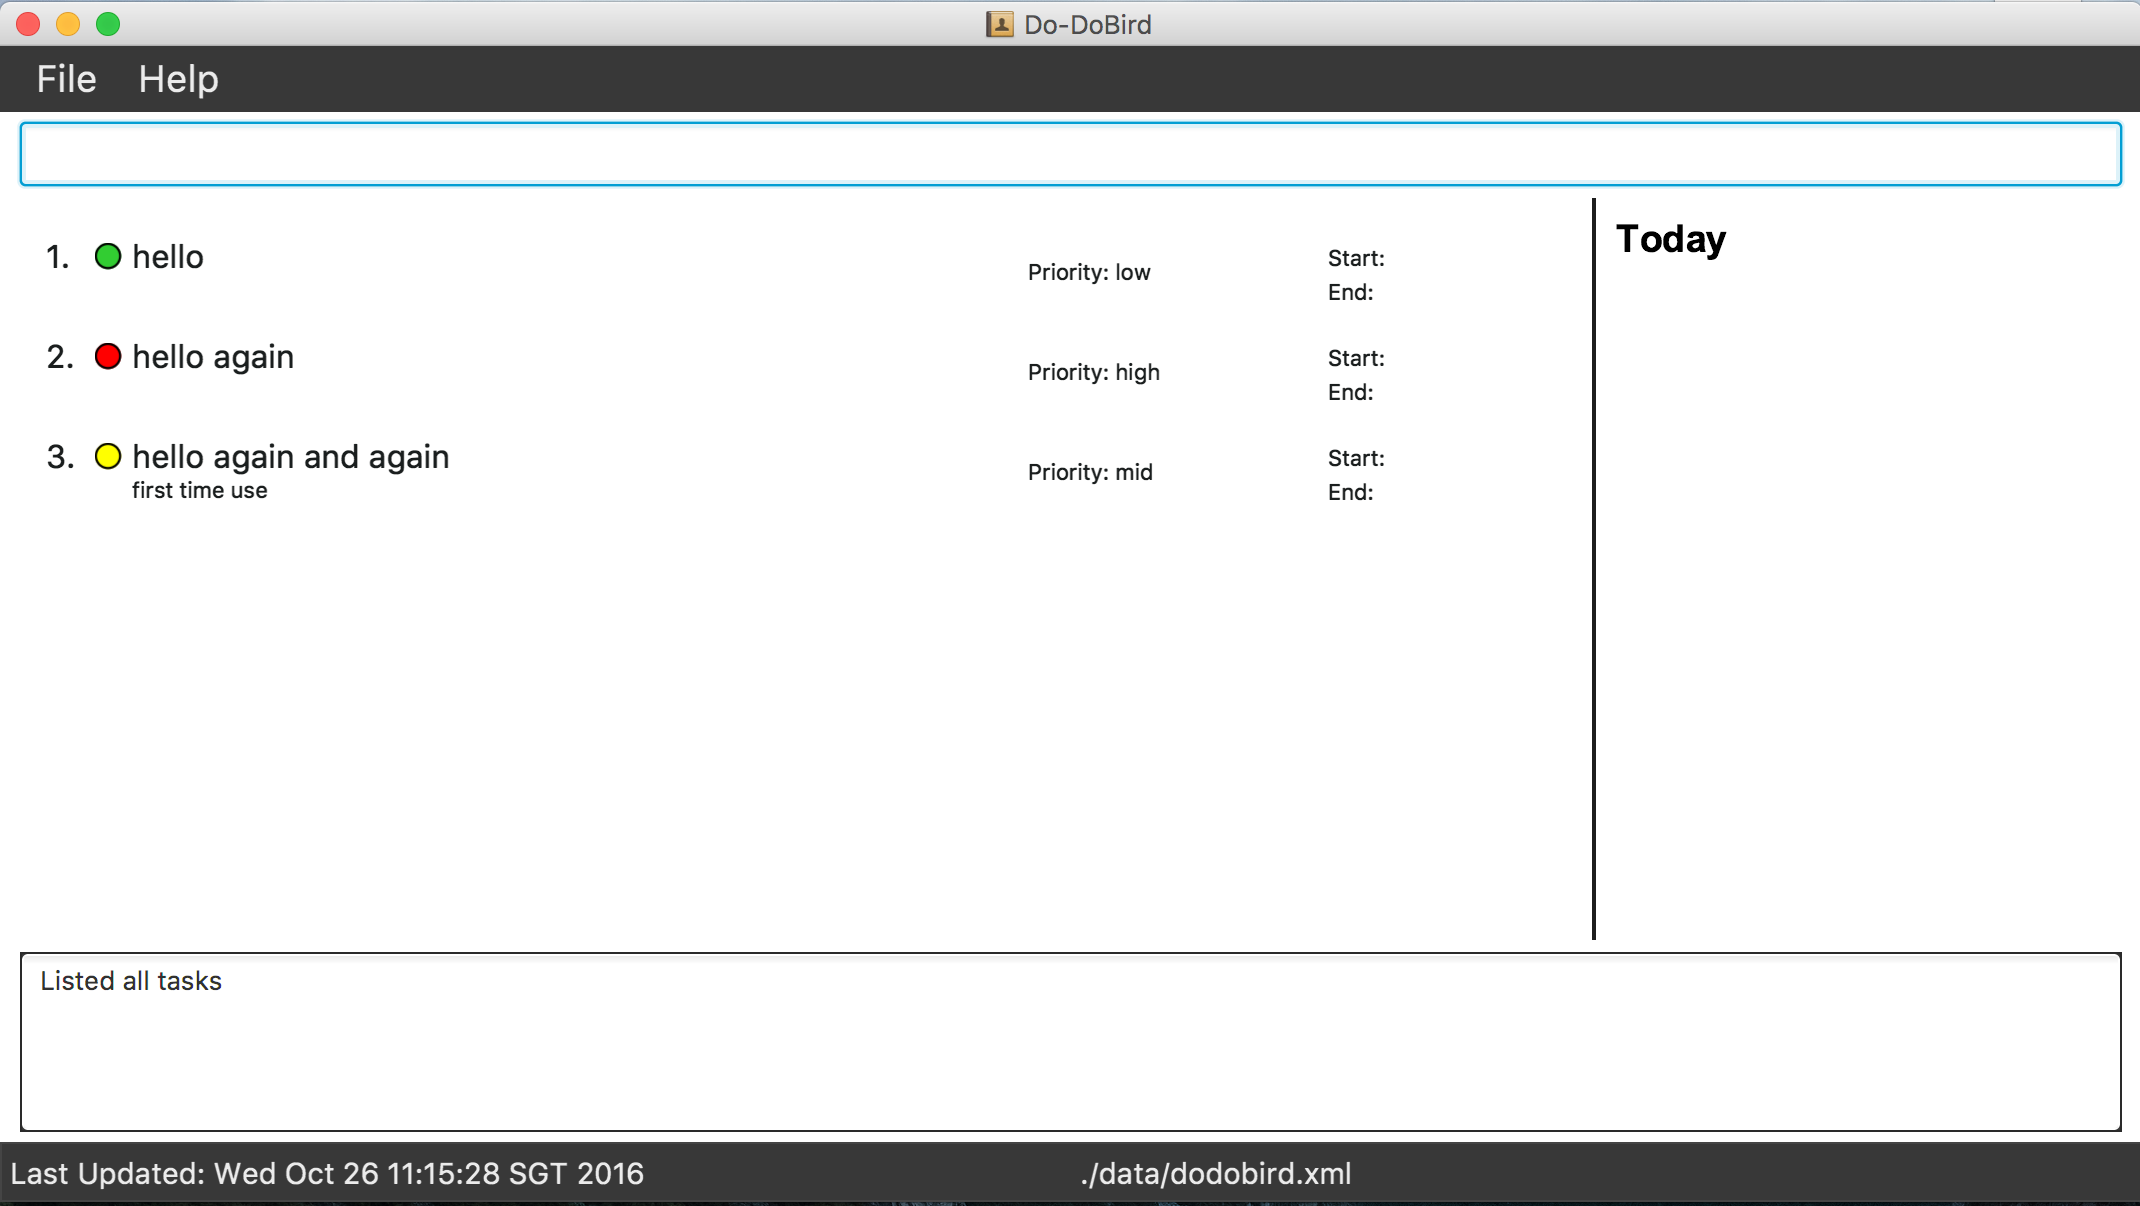 Do-DoBird
File Help
1. hello
Priority: low
Start:
End:
2. hello again
Priority: high
Start:
End:
3. hello again and again
first time use
Priority: mid
Start:
End:
Today
Listed all tasks
Last Updated: Wed Oct 26 11:15:28 SGT 2016
./data/dodobird.xml